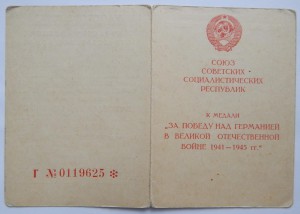 СОЮЗ
СОВЕТСКИХ
СОЦИАЛИСТИЧЕСКИХ
РЕСПУБЛИК
К МЕДАЛИ
„ЗА ПОБЕДУ НАД ГЕРМАНИЕЙ
В ВЕЛИКОЙ ОТЕЧЕСТВЕННОЙ
ВОЙНЕ 1941–1945 гг."
Г №0119625 *